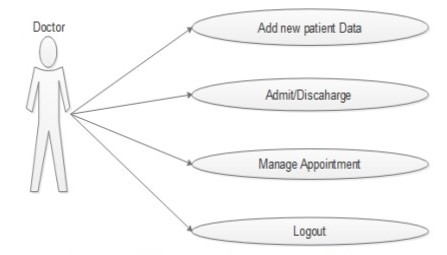 Doctor
Add new patient Data
Admit/Discaharge
Manage Appointment
Logout